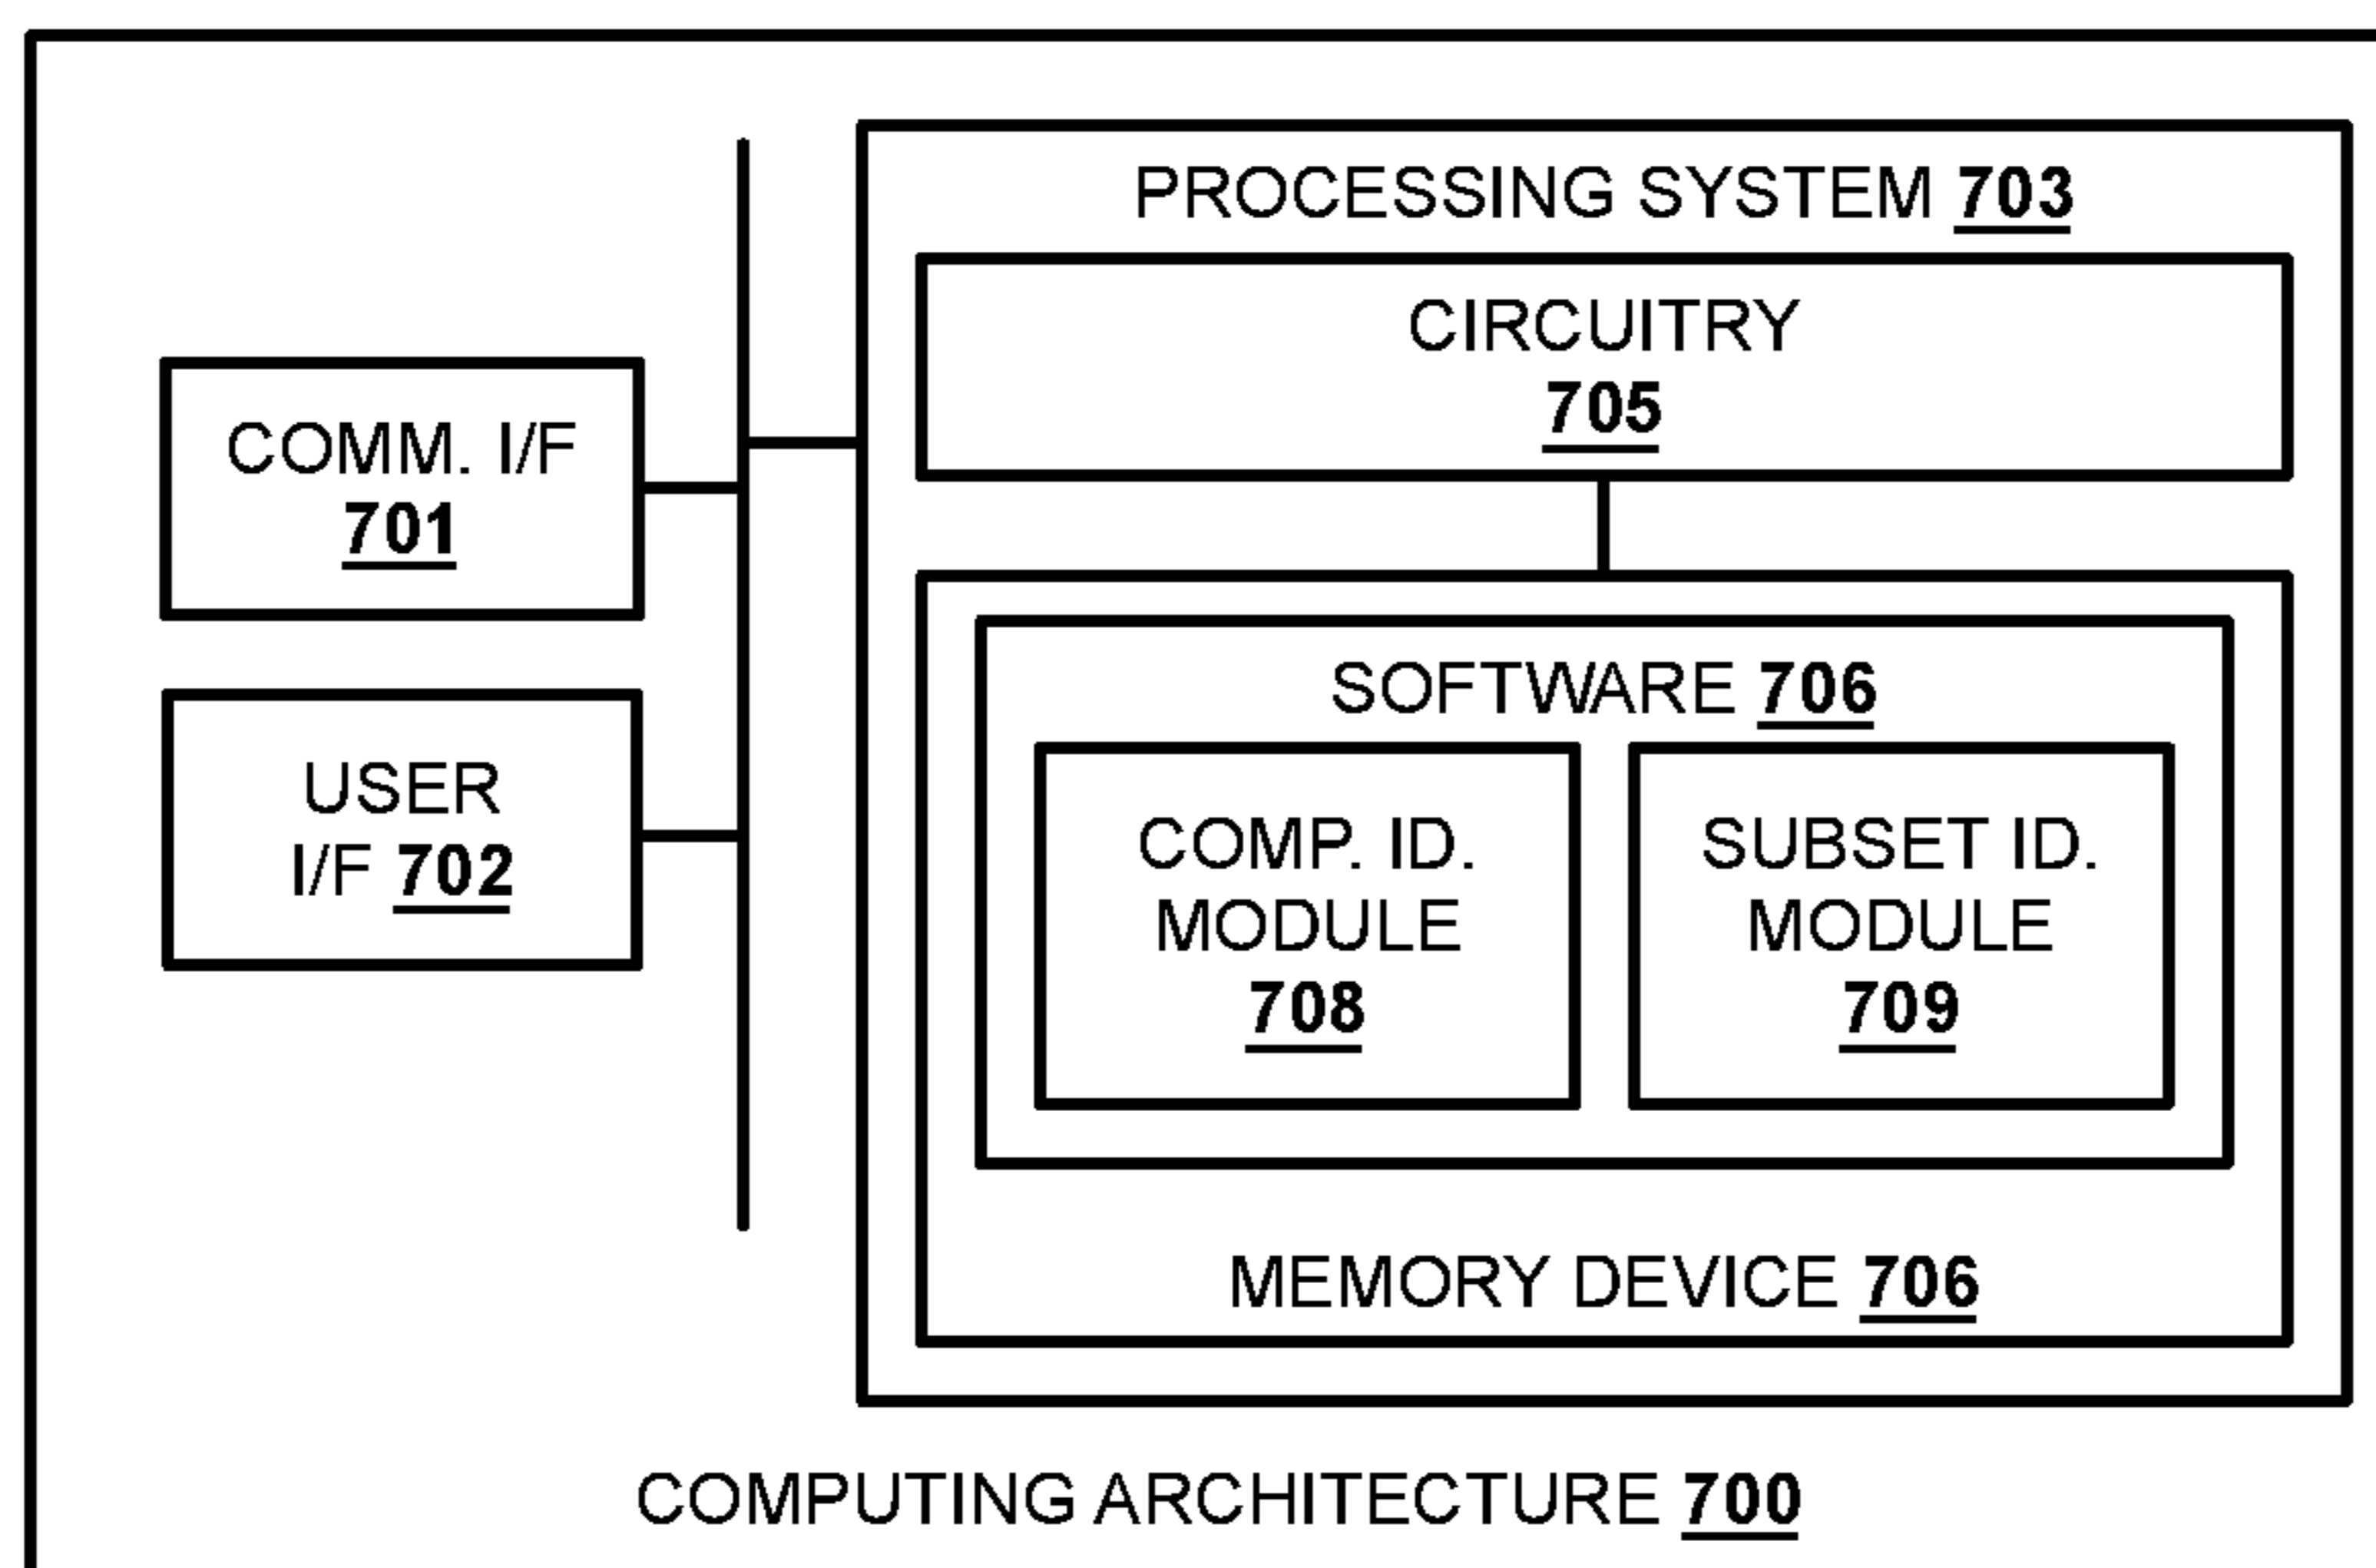 PROCESSING SYSTEM 703
CIRCUITRY
705
COMM. I/F
701
SOFTWARE 706
USER
I/F 702
COMP. ID.
MODULE
708
SUBSET ID.
MODULE
709
MEMORY DEVICE 706
COMPUTING ARCHITECTURE 700